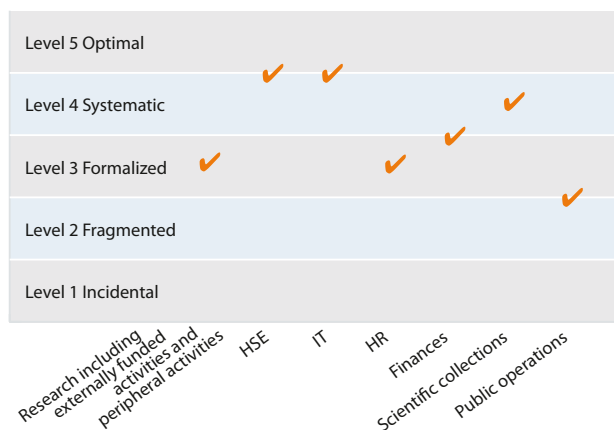 Level 5 Optimal
Level 4 Systematic
Level 3 Formalized
Level 2 Fragmented
Level 1 Incidental
Research including
externally funded
activities and
peripheral activities
HSE
IT
HR
Finances
Scientific collections
Public operations